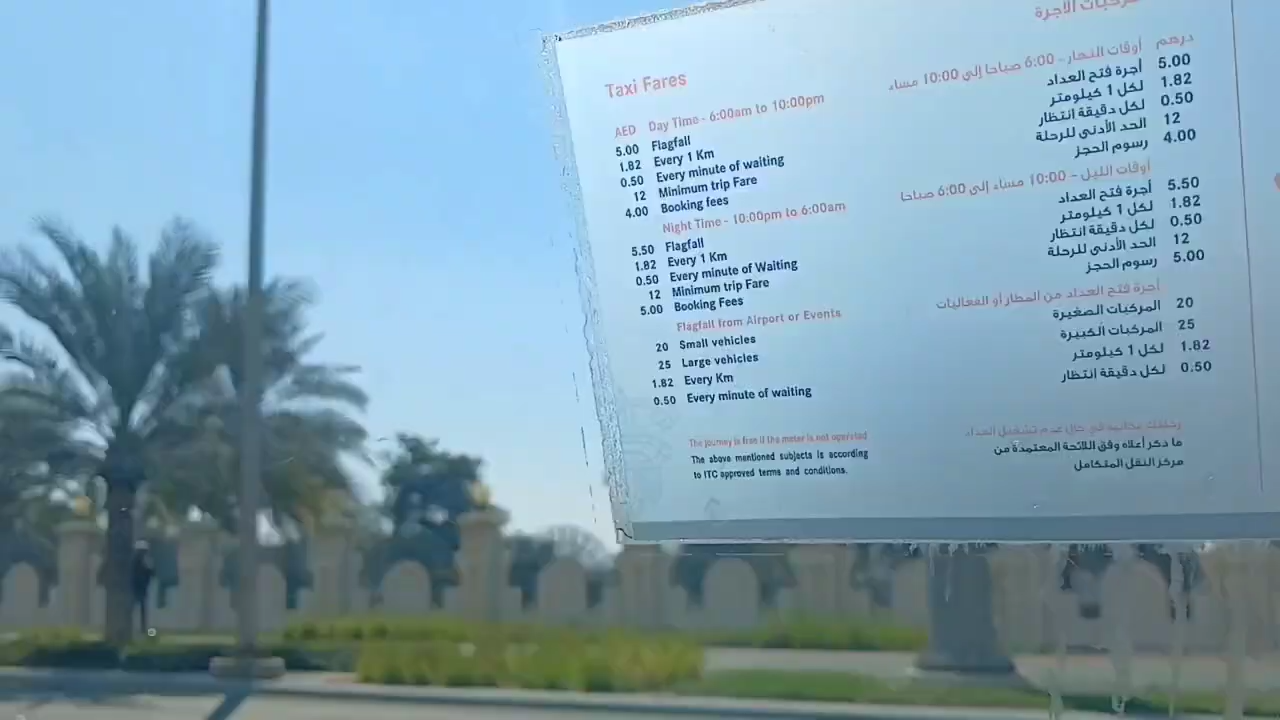 Taxi Fares
AED Day Time - 6:00am to 10:00pm
5.00 Flagfall
1.82 Every 1 Km
0.50 Every minute of waiting
12 Minimum trip Fare
4.00 Booking fees
Night Time - 10:00pm to 6:00am
5.50 Flagfall
1.82 Every 1 Km
0.50 Every minute of Waiting
12 Minimum trip Fare
5.00 Booking Fees
Flagfall from Airport or Events
20 Small vehicles
25 Large vehicles
1.82 Every Km
0.50 Every minute of waiting
The journey is free if the meter is not operated
The above mentioned subjects is according
to ITC approved terms and conditions.
مركبات الأجرة
درهم أوقات النهار - 6:00 صباحا إلى 10:00 مساء
5.00 أجرة فتح العداد
1.82 لكل 1 كيلومتر
0.50 لكل دقيقة انتظار
12 الحد الأدنى للرحلة
4.00 رسوم الحجز
أوقات الليل - 10:00 مساء إلى 6:00 صباحا
5.50 أجرة فتح العداد
1.82 لكل 1 كيلومتر
0.50 لكل دقيقة انتظار
12 الحد الأدنى للرحلة
5.00 رسوم الحجز
أجرة فتح العداد من المطار أو الفعاليات
20 المركبات الصغيرة
25 المركبات الكبيرة
1.82 لكل 1 كيلومتر
0.50 لكل دقيقة انتظار
رحلتك مجانية في حال عدم تشغيل العداد
ما ذكر أعلاه وفق اللائحة المعتمدة من
مركز النقل المتكامل